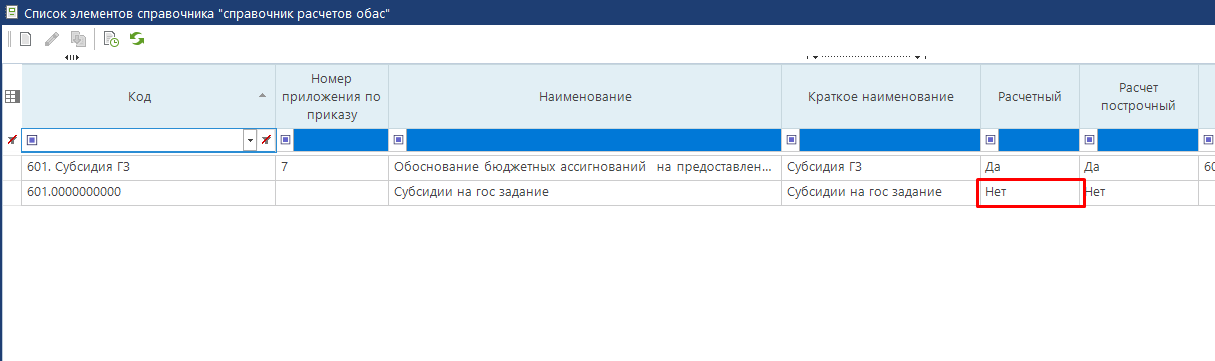 Список элементов справочника "справочник расчетов обас"
Код
Номер приложения по приказу
Наименование
Краткое наименование
Расчетный
Расчет построчный
601. Субсидия ГЗ 7 Обоснование бюджетных ассигнований на предоставлен... Субсидия ГЗ Да Да 60
601.0000000000 Субсидии на гос задание Субсидии на гос задание Нет Нет